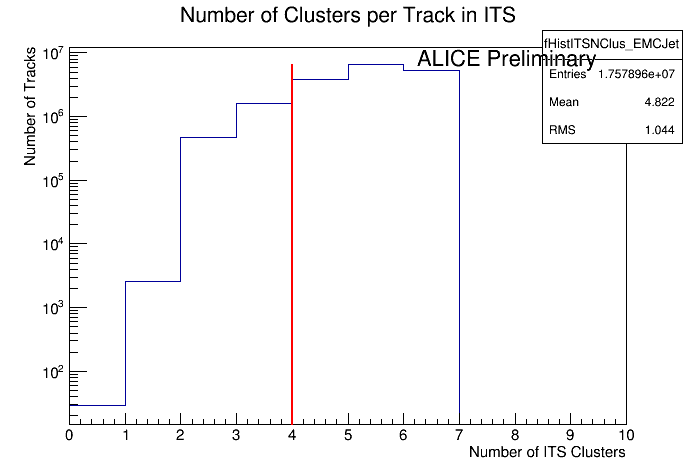 Number of Clusters per Track in ITS
fHistITSNClus_EMCJet
ALICE Preliminary
Entries 1.757896e+07
Mean 4.822
RMS 1.044
Number of Tracks
10^7
10^6
10^5
10^4
10^3
10^2
0 1 2 3 4 5 6 7 8 9 10
Number of ITS Clusters